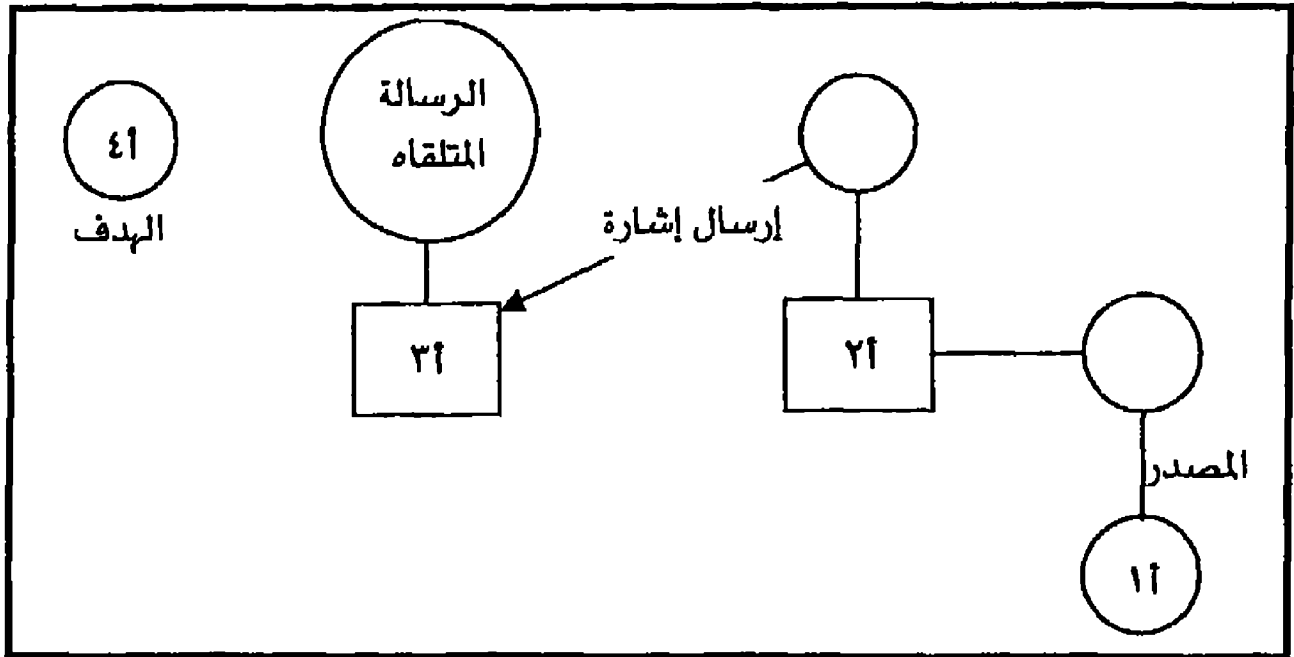 الرسالة
المتلقاه
أ٤
الهدف
إرسال إشارة
أ٣
أ٢
المصدر
أ١